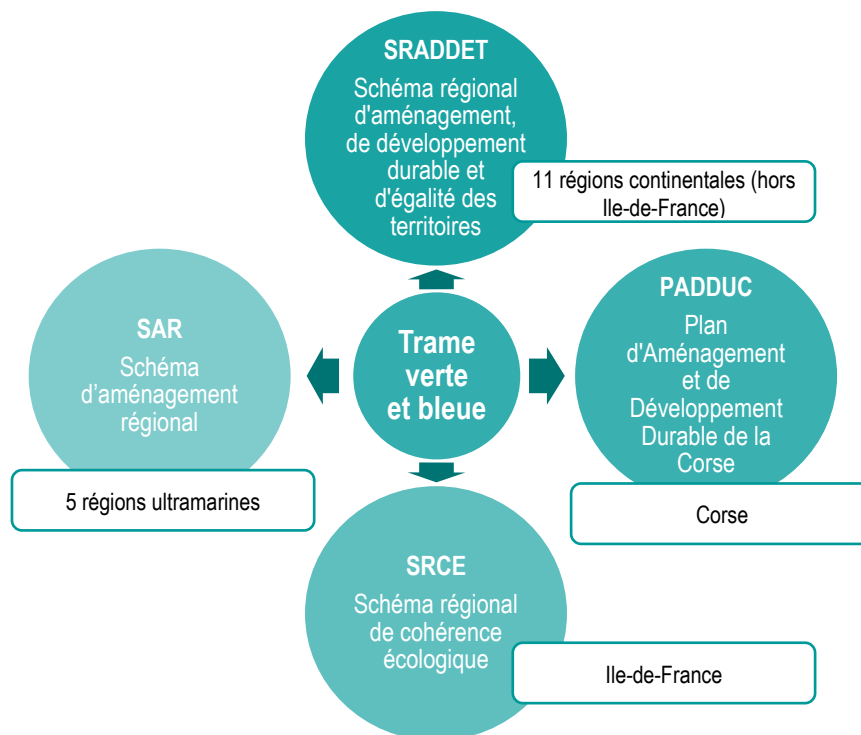 SRADDET
Schéma régional
d'aménagement,
de développement
durable et
d'égalité des
territoires
11 régions continentales (hors
Ile-de-France)
SAR
Schéma
d’aménagement
régional
5 régions ultramarines
Trame
verte
et bleue
PADDUC
Plan
d'Aménagement
et de
Développement
Durable de la
Corse
Corse
SRCE
Schéma régional
de cohérence
écologique
Ile-de-France